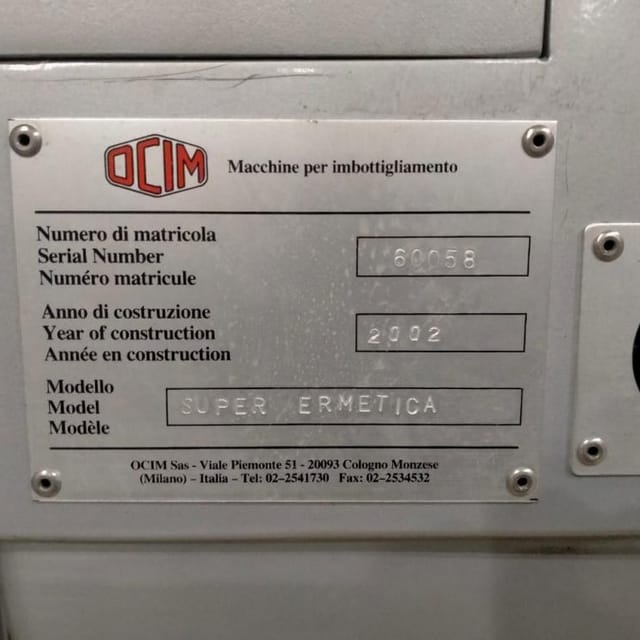 OCIM Macchine per imbottigliamento
Numero di matricola
Serial Number 60058
Numéro matricule
Anno di costruzione
Year of construction 2002
Année en construction
Modello
Model SUPER ERMETICA
Modèle
OCIM Sas - Viale Piemonte 51 - 20093 Cologno Monzese
(Milano) – Italia – Tel: 02–2541730 Fax: 02–2534532